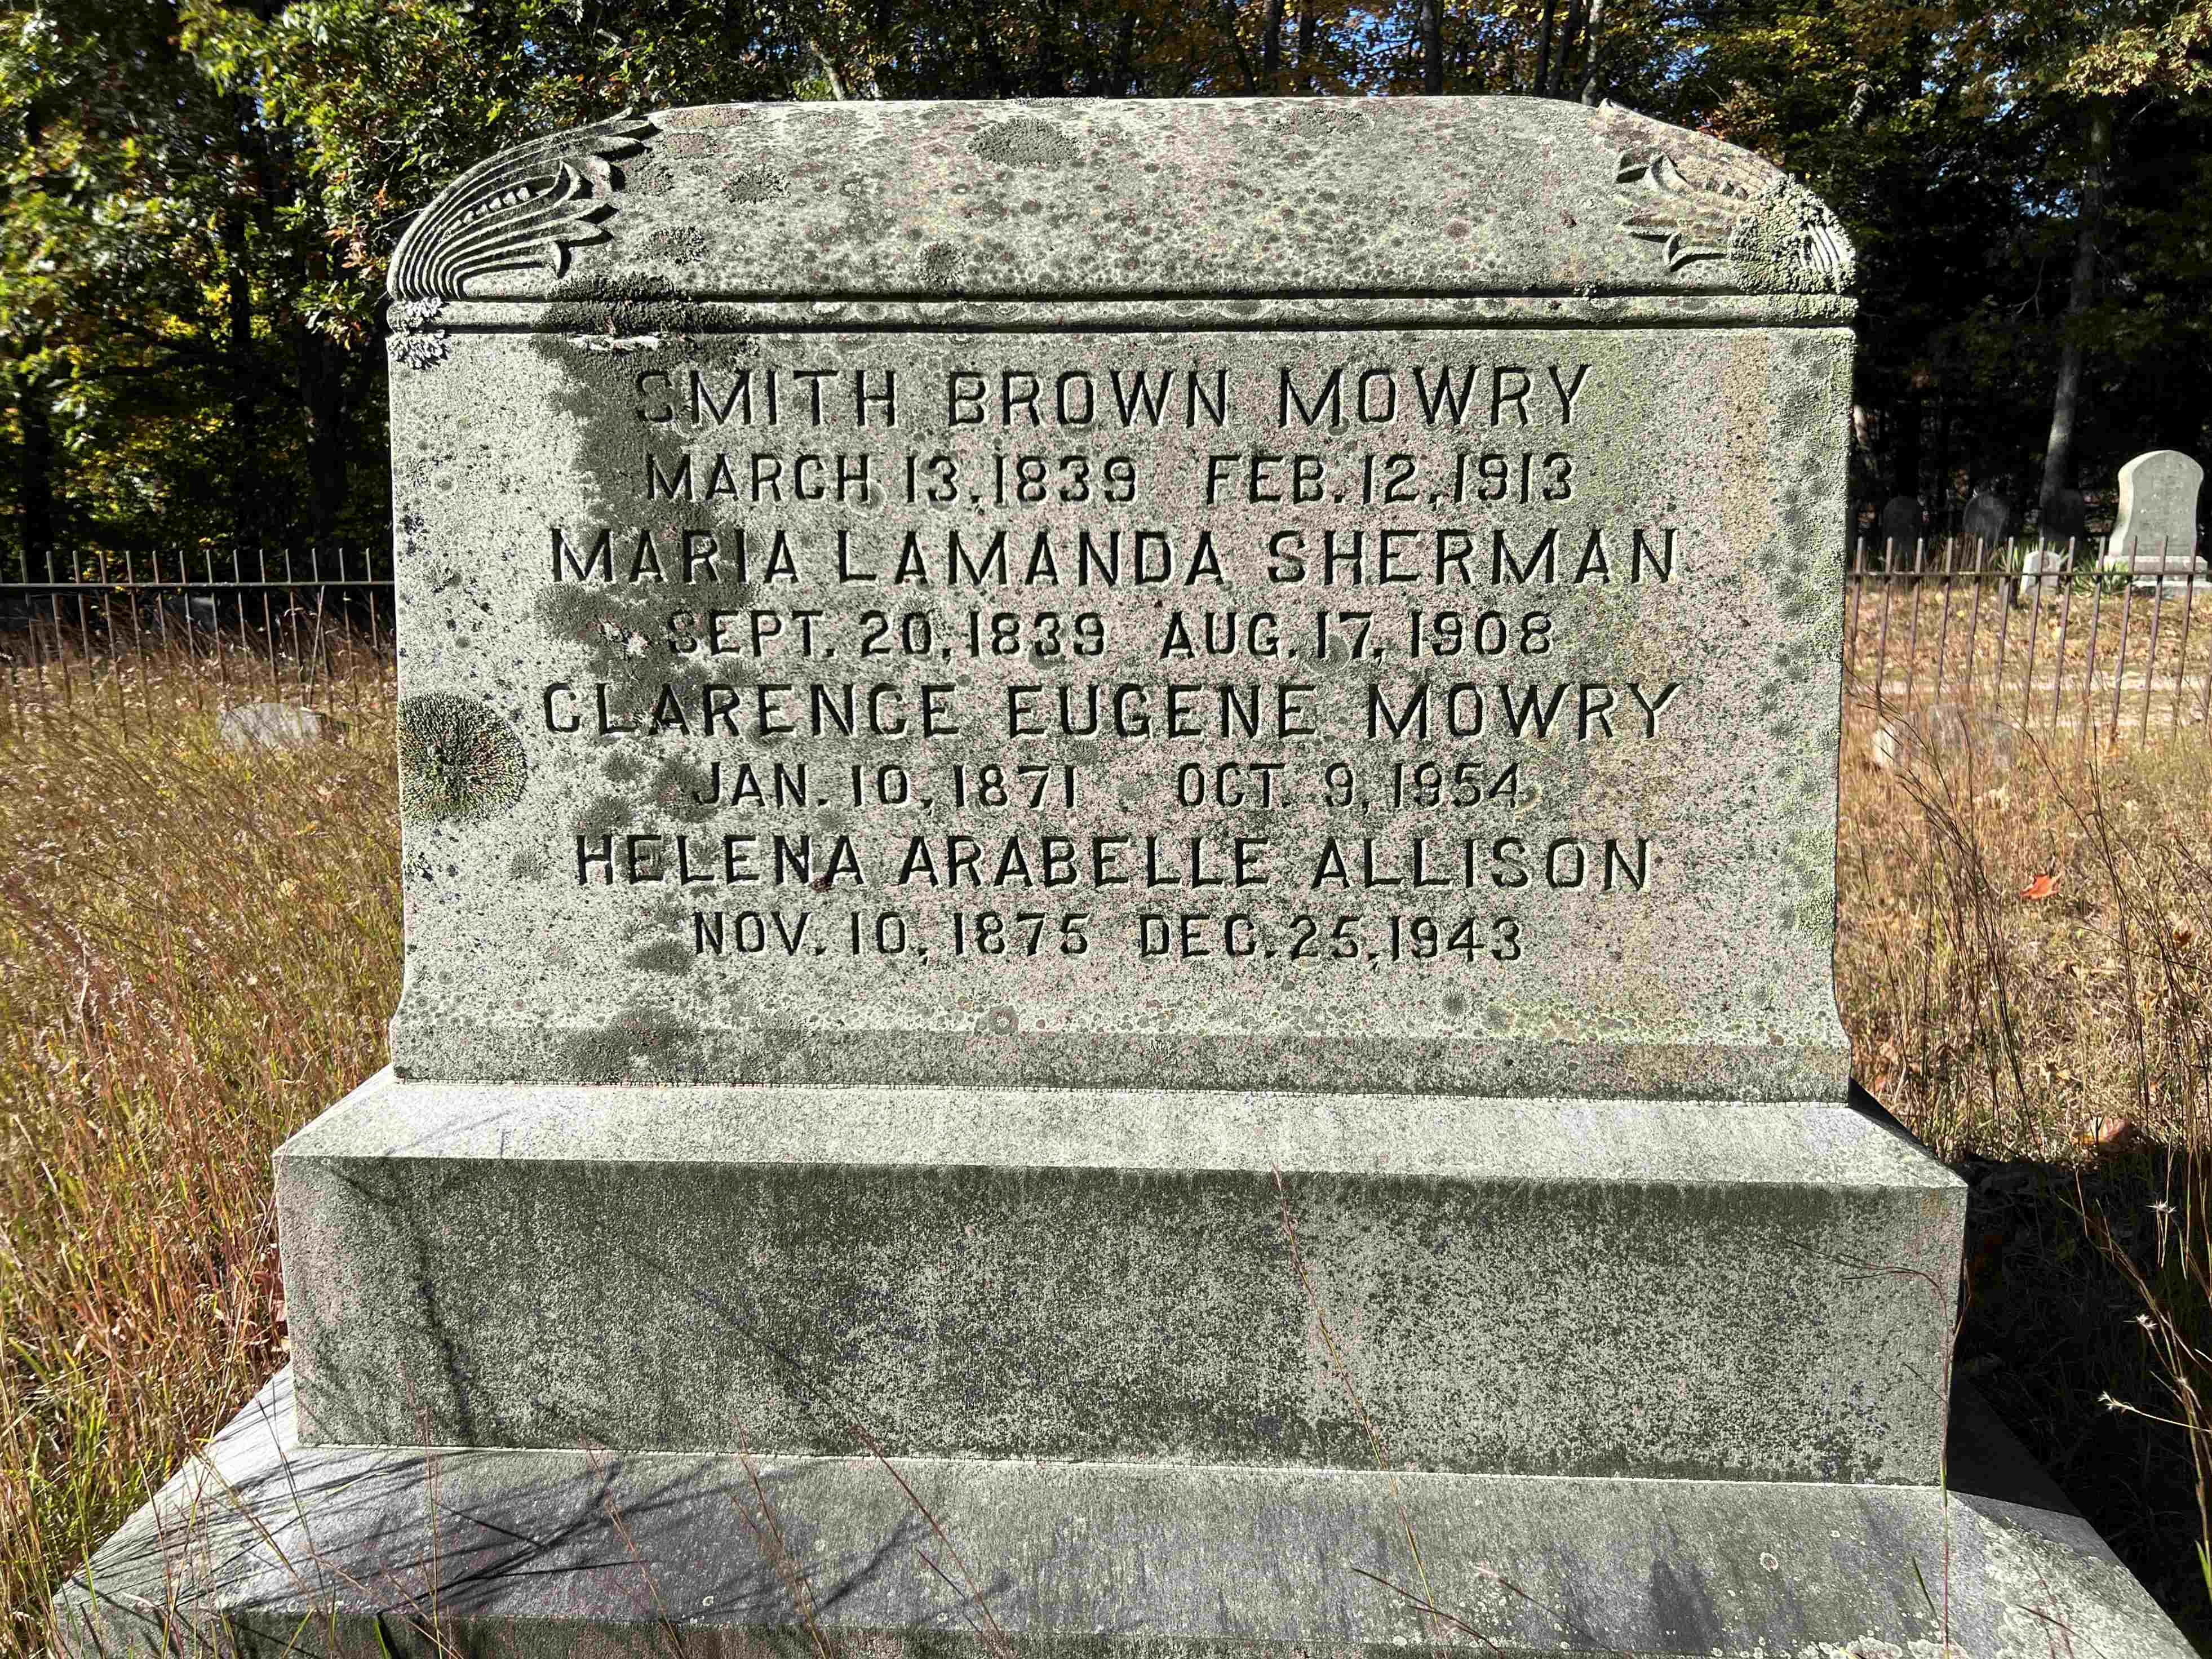 SMITH BROWN MOWRY
MARCH 13, 1839 FEB. 12, 1913
MARIA LAMANDA SHERMAN
SEPT. 20, 1839 AUG. 17, 1908
CLARENCE EUGENE MOWRY
JAN. 10, 1871 OCT. 9, 1954
HELENA ARABELLE ALLISON
NOV. 10, 1875 DEC. 25, 1943